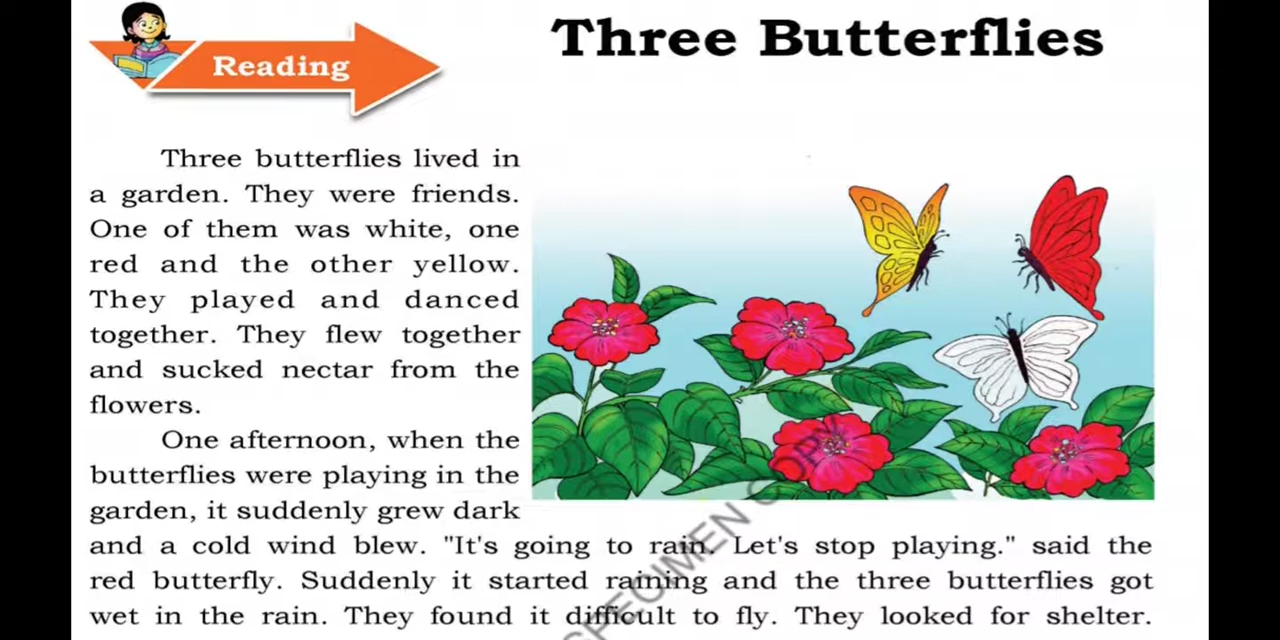 Three Butterflies
Reading
Three butterflies lived in
a garden. They were friends.
One of them was white, one
red and the other yellow.
They played and danced
together. They flew together
and sucked nectar from the
flowers.
One afternoon, when the
butterflies were playing in the
garden, it suddenly grew dark
and a cold wind blew. "It's going to rain. Let's stop playing." said the
red butterfly. Suddenly it started raining and the three butterflies got
wet in the rain. They found it difficult to fly. They looked for shelter.
SPECIMEN COPY